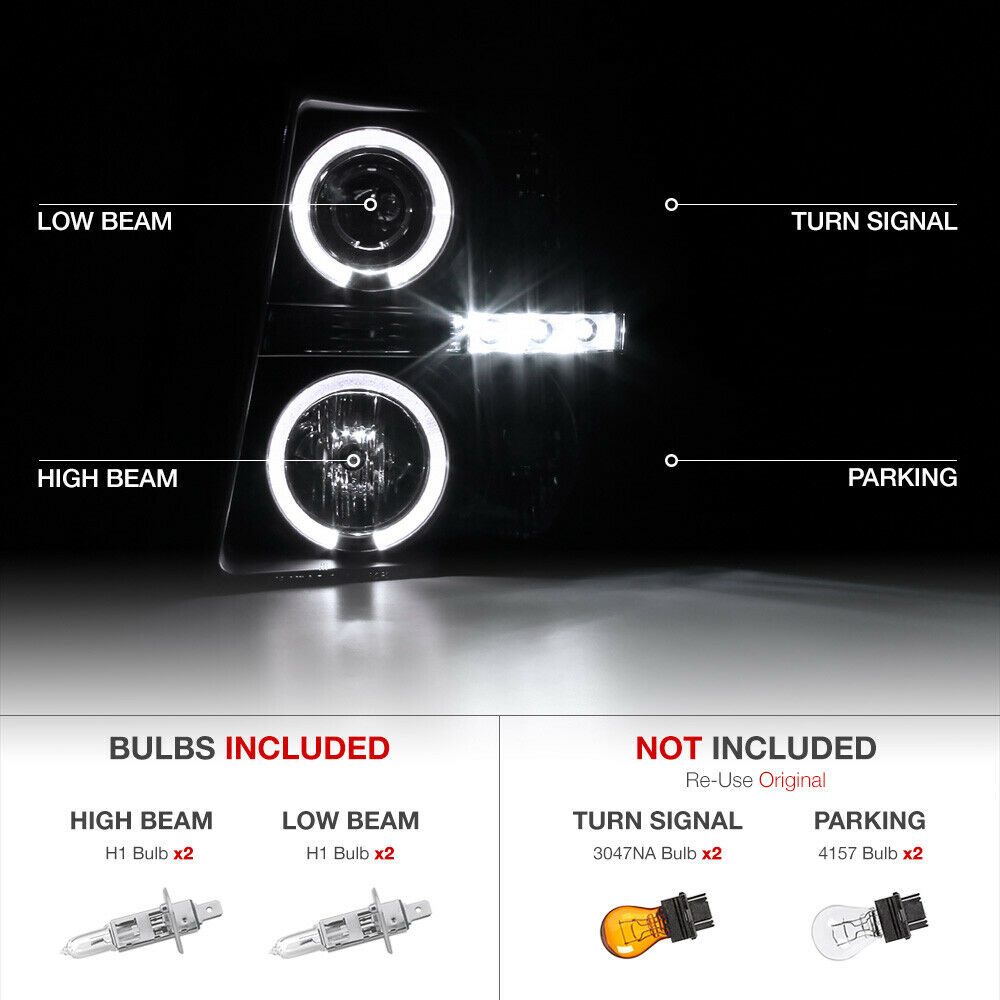 LOW BEAM
TURN SIGNAL
HIGH BEAM
PARKING
BULBS INCLUDED
NOT INCLUDED
Re-Use Original
HIGH BEAM
LOW BEAM
TURN SIGNAL
PARKING
H1 Bulb x2
H1 Bulb x2
3047NA Bulb x2
4157 Bulb x2